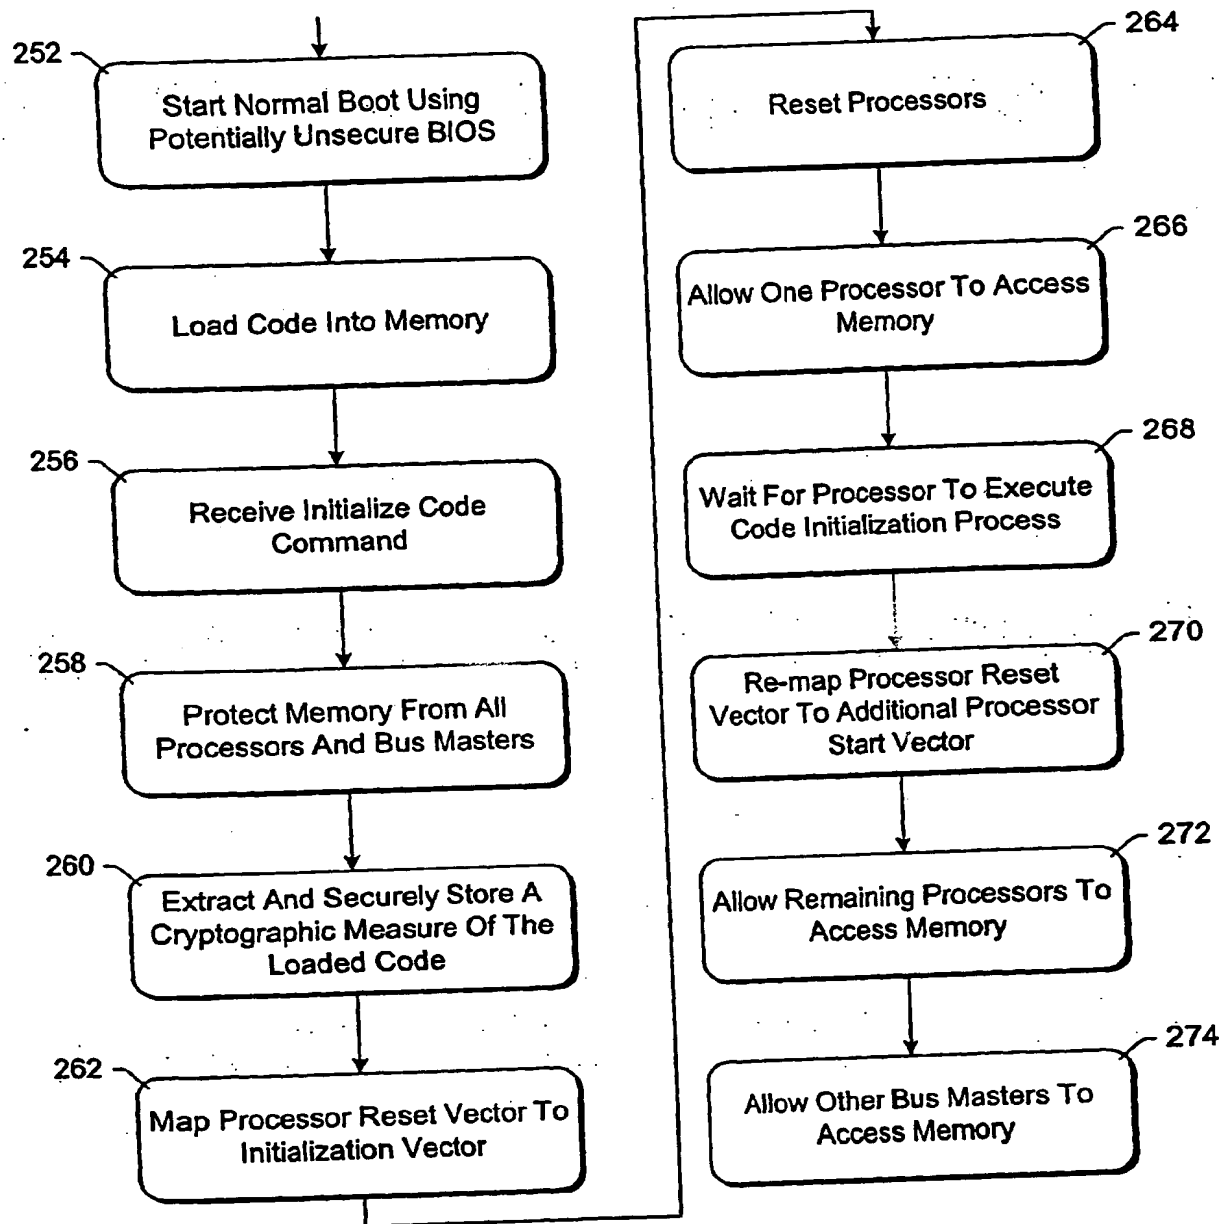 252
Start Normal Boot Using
Potentially Unsecure BIOS
254
Load Code Into Memory
256
Receive Initialize Code
Command
258
Protect Memory From All
Processors And Bus Masters
260
Extract And Securely Store A
Cryptographic Measure Of The
Loaded Code
262
Map Processor Reset Vector To
Initialization Vector
264
Reset Processors
266
Allow One Processor To Access
Memory
268
Wait For Processor To Execute
Code Initialization Process
270
Re-map Processor Reset
Vector To Additional Processor
Start Vector
272
Allow Remaining Processors To
Access Memory
274
Allow Other Bus Masters To
Access Memory